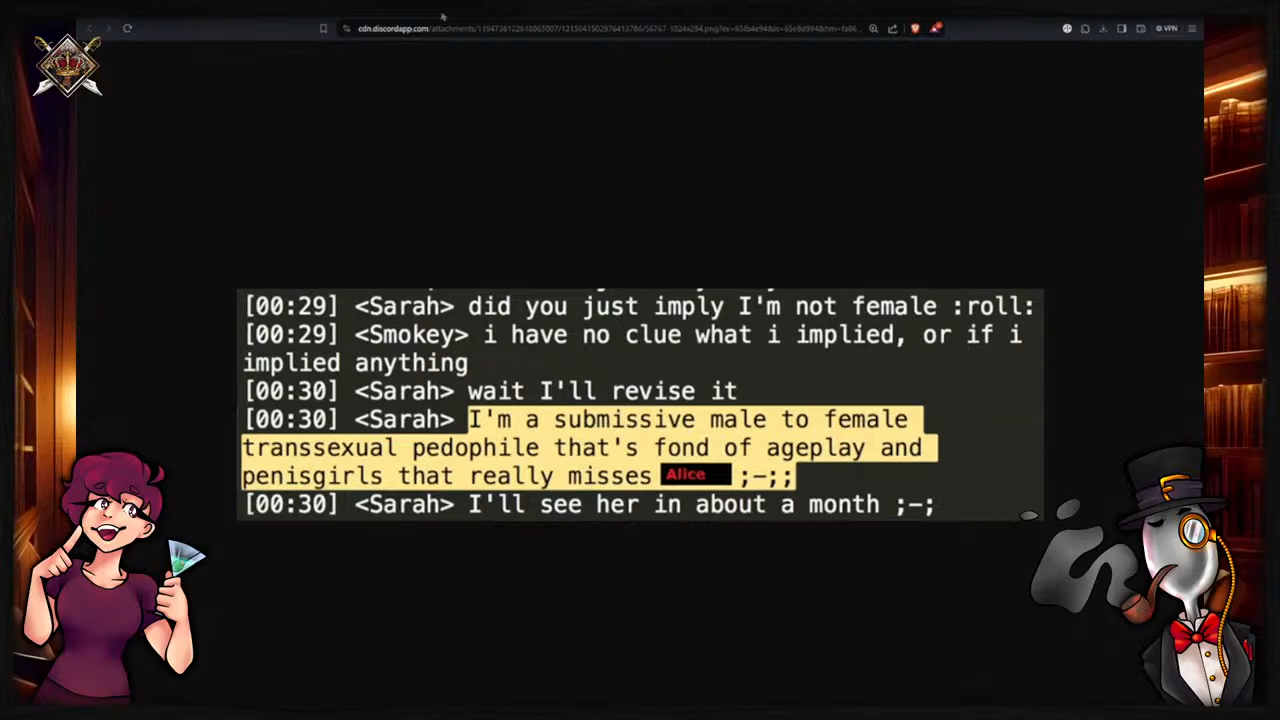 [00:29] <Sarah> did you just imply I'm not female :roll:
[00:29] <Smokey> i have no clue what i implied, or if i
implied anything
[00:30] <Sarah> wait I'll revise it
[00:30] <Sarah> I'm a submissive male to female
transsexual pedophile that's fond of ageplay and
penisgirls that really misses Alice ;-;;
[00:30] <Sarah> I'll see her in about a month ;-;
cdn.discordapp.com/attachments/
VPN